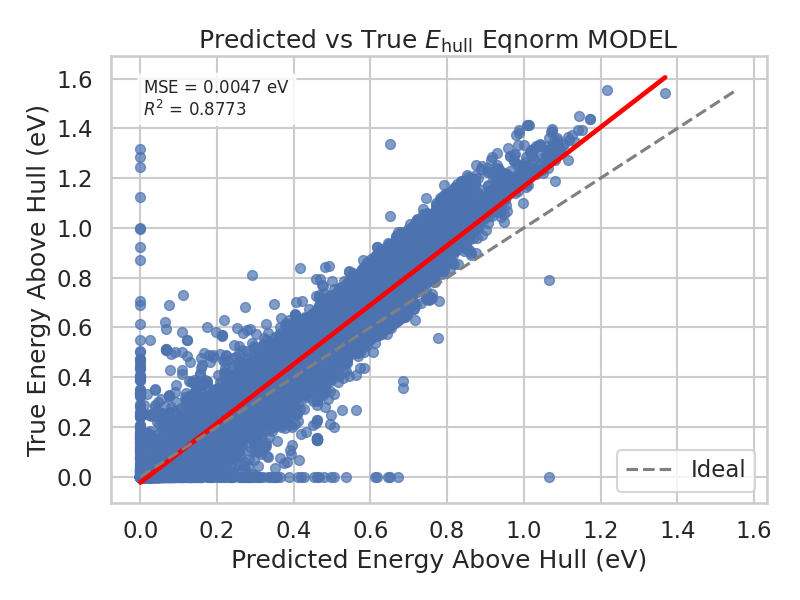 Predicted vs True E_hull Eqnorm MODEL
MSE = 0.0047 eV
R² = 0.8773
True Energy Above Hull (eV)
1.6
1.4
1.2
1.0
0.8
0.6
0.4
0.2
0.0
Ideal
0.0 0.2 0.4 0.6 0.8 1.0 1.2 1.4 1.6
Predicted Energy Above Hull (eV)